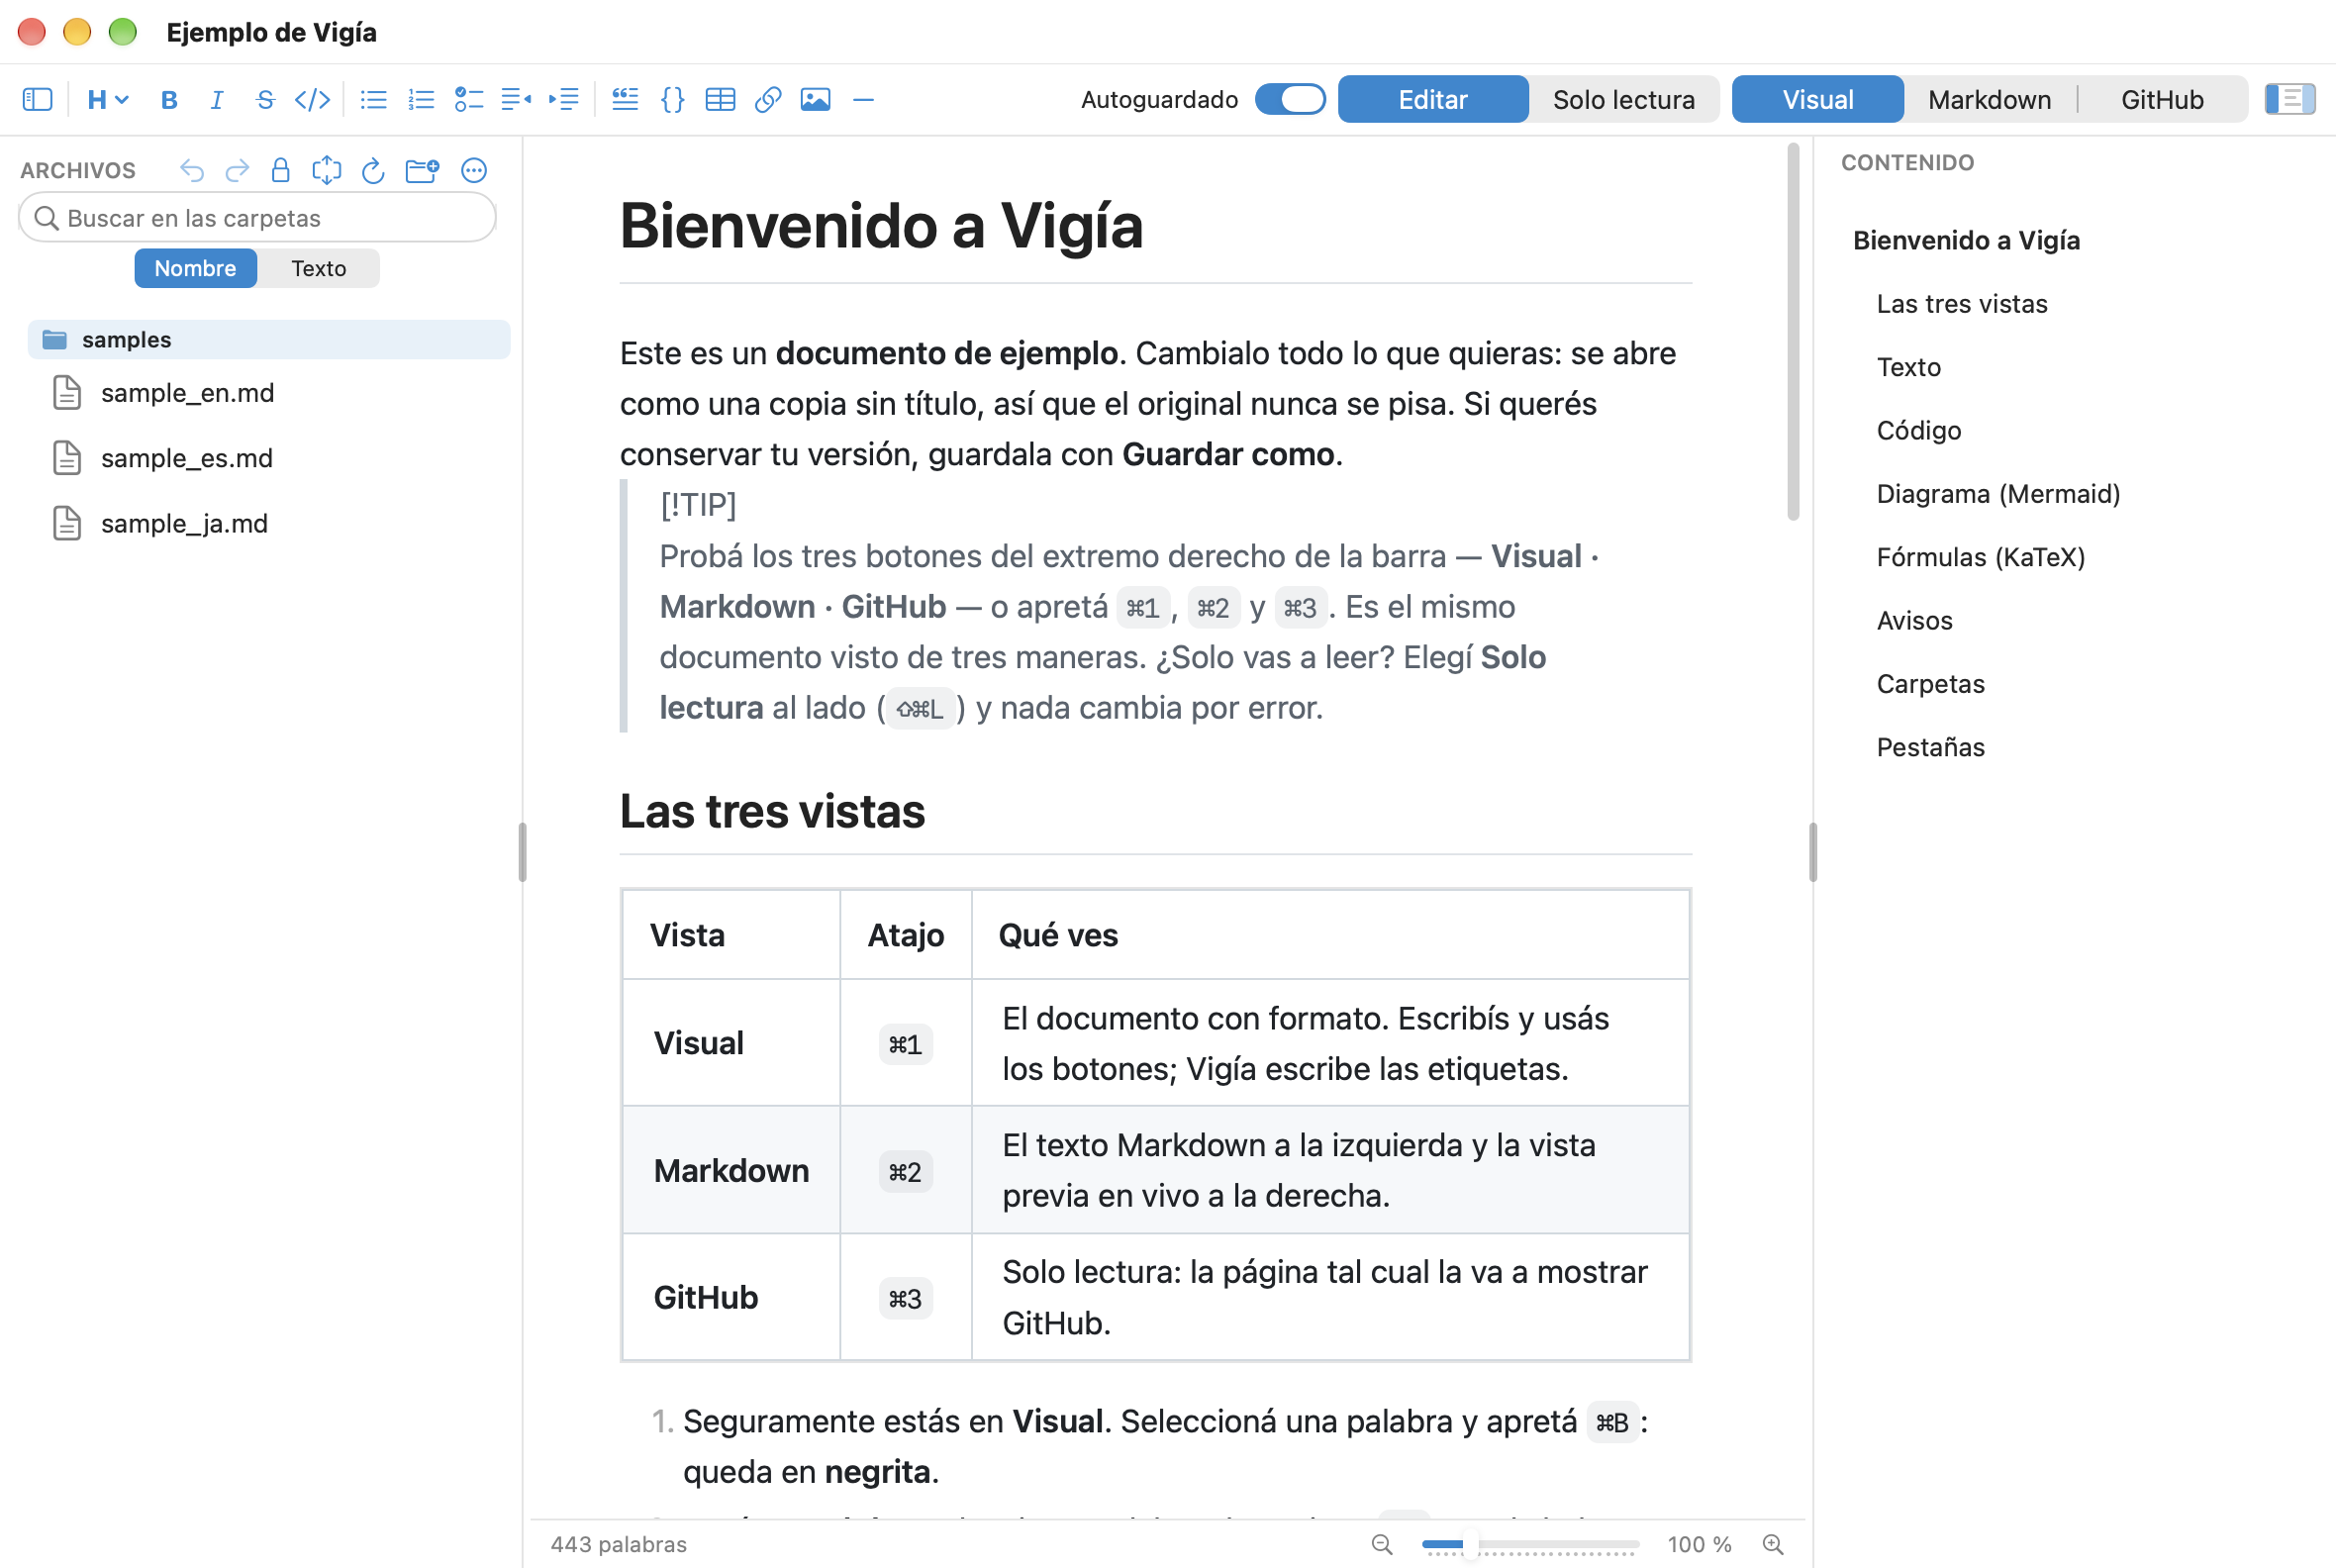 Ejemplo de Vigía
H B I S </> Autoguardado Editar Solo lectura Visual Markdown GitHub
ARCHIVOS
Buscar en las carpetas
Nombre Texto
samples
sample_en.md
sample_es.md
sample_ja.md
Bienvenido a Vigía
Este es un documento de ejemplo. Cambialo todo lo que quieras: se abre
como una copia sin título, así que el original nunca se pisa. Si querés
conservar tu versión, guardala con Guardar como.
[!TIP]
Probá los tres botones del extremo derecho de la barra — Visual ·
Markdown · GitHub — o apretá ⌘1, ⌘2 y ⌘3. Es el mismo
documento visto de tres maneras. ¿Solo vas a leer? Elegí Solo
lectura al lado (⇧⌘L) y nada cambia por error.
Las tres vistas
Vista Atajo Qué ves
Visual ⌘1 El documento con formato. Escribís y usás
los botones; Vigía escribe las etiquetas.
Markdown ⌘2 El texto Markdown a la izquierda y la vista
previa en vivo a la derecha.
GitHub ⌘3 Solo lectura: la página tal cual la va a mostrar
GitHub.
1. Seguramente estás en Visual. Seleccioná una palabra y apretá ⌘B:
queda en negrita.
443 palabras 100 %
CONTENIDO
Bienvenido a Vigía
Las tres vistas
Texto
Código
Diagrama (Mermaid)
Fórmulas (KaTeX)
Avisos
Carpetas
Pestañas